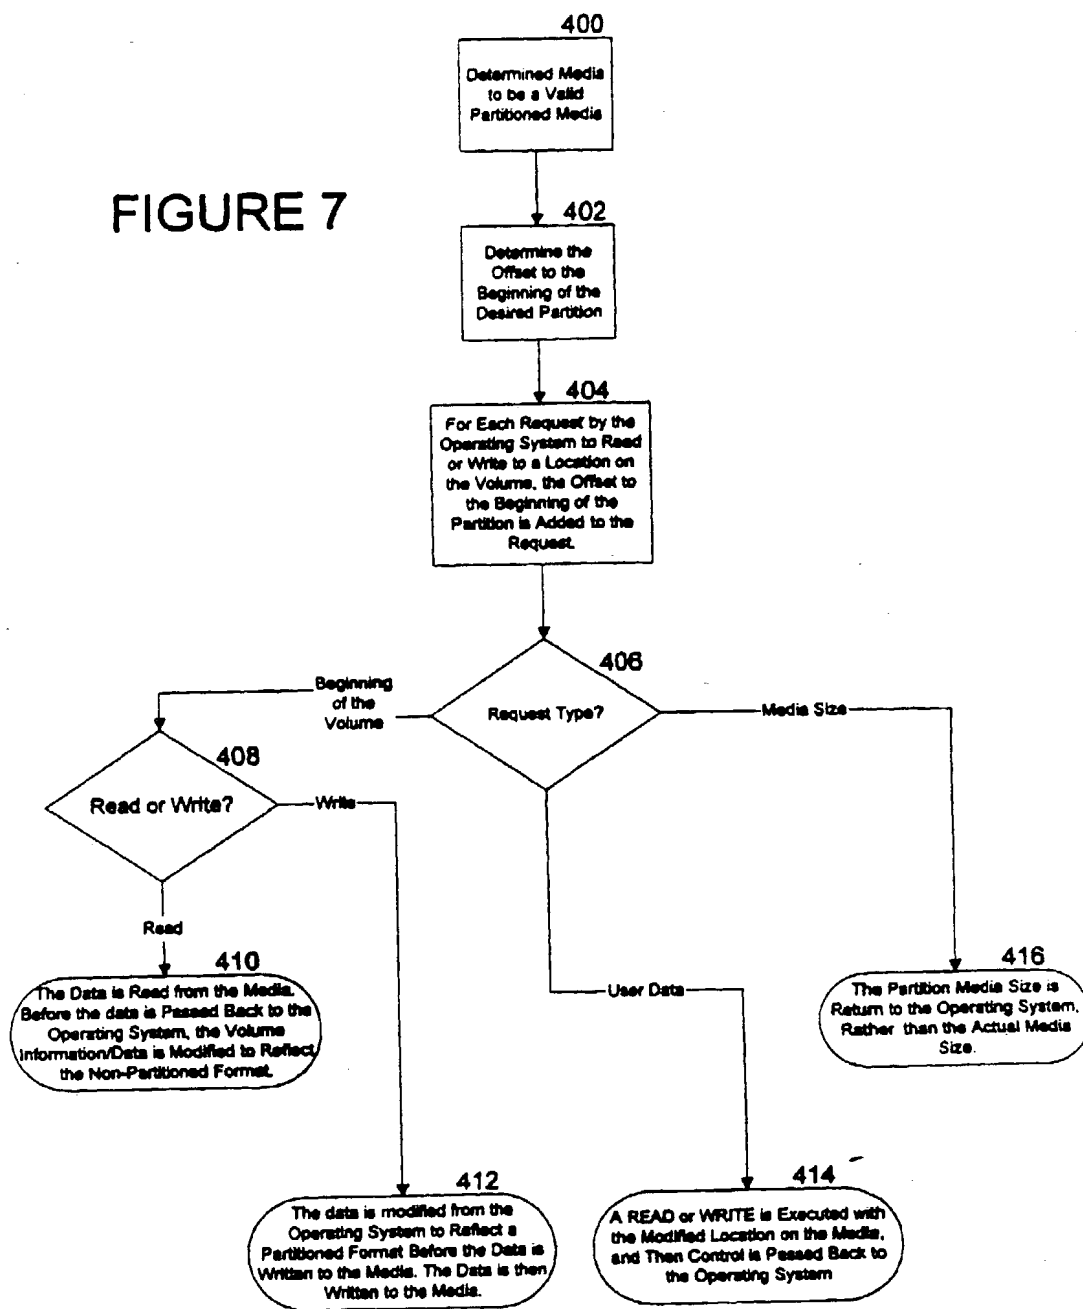 400
Determined Media
to be a Valid
Partitioned Media
FIGURE 7
402
Determine the
Offset to the
Beginning of the
Desired Partition
404
For Each Request by the
Operating System to Read
or Write to a Location on
the Volume, the Offset to
the Beginning of the
Partition is Added to the
Request.
406
Request Type?
Beginning
of the
Volume
Media Size
408
Read or Write?
Write
Read
User Data
410
The Data is Read from the Media.
Before the data is Passed Back to the
Operating System, the Volume
Information/Data is Modified to Reflect
the Non-Partitioned Format.
416
The Partition Media Size is
Return to the Operating System,
Rather than the Actual Media
Size.
412
The data is modified from the
Operating System to Reflect a
Partitioned Format Before the Data is
Written to the Media. The Data is then
Written to the Media.
414
A READ or WRITE is Executed with
the Modified Location on the Media,
and Then Control is Passed Back to
the Operating System